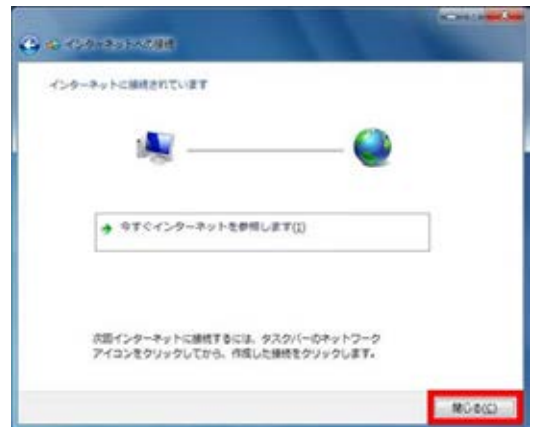 インターネットへの接続
インターネットに接続されています
今すぐインターネットを参照します(I)
次回インターネットに接続するには、タスクバーのネットワーク
アイコンをクリックしてから、作成した接続をクリックします。
閉じる(C)